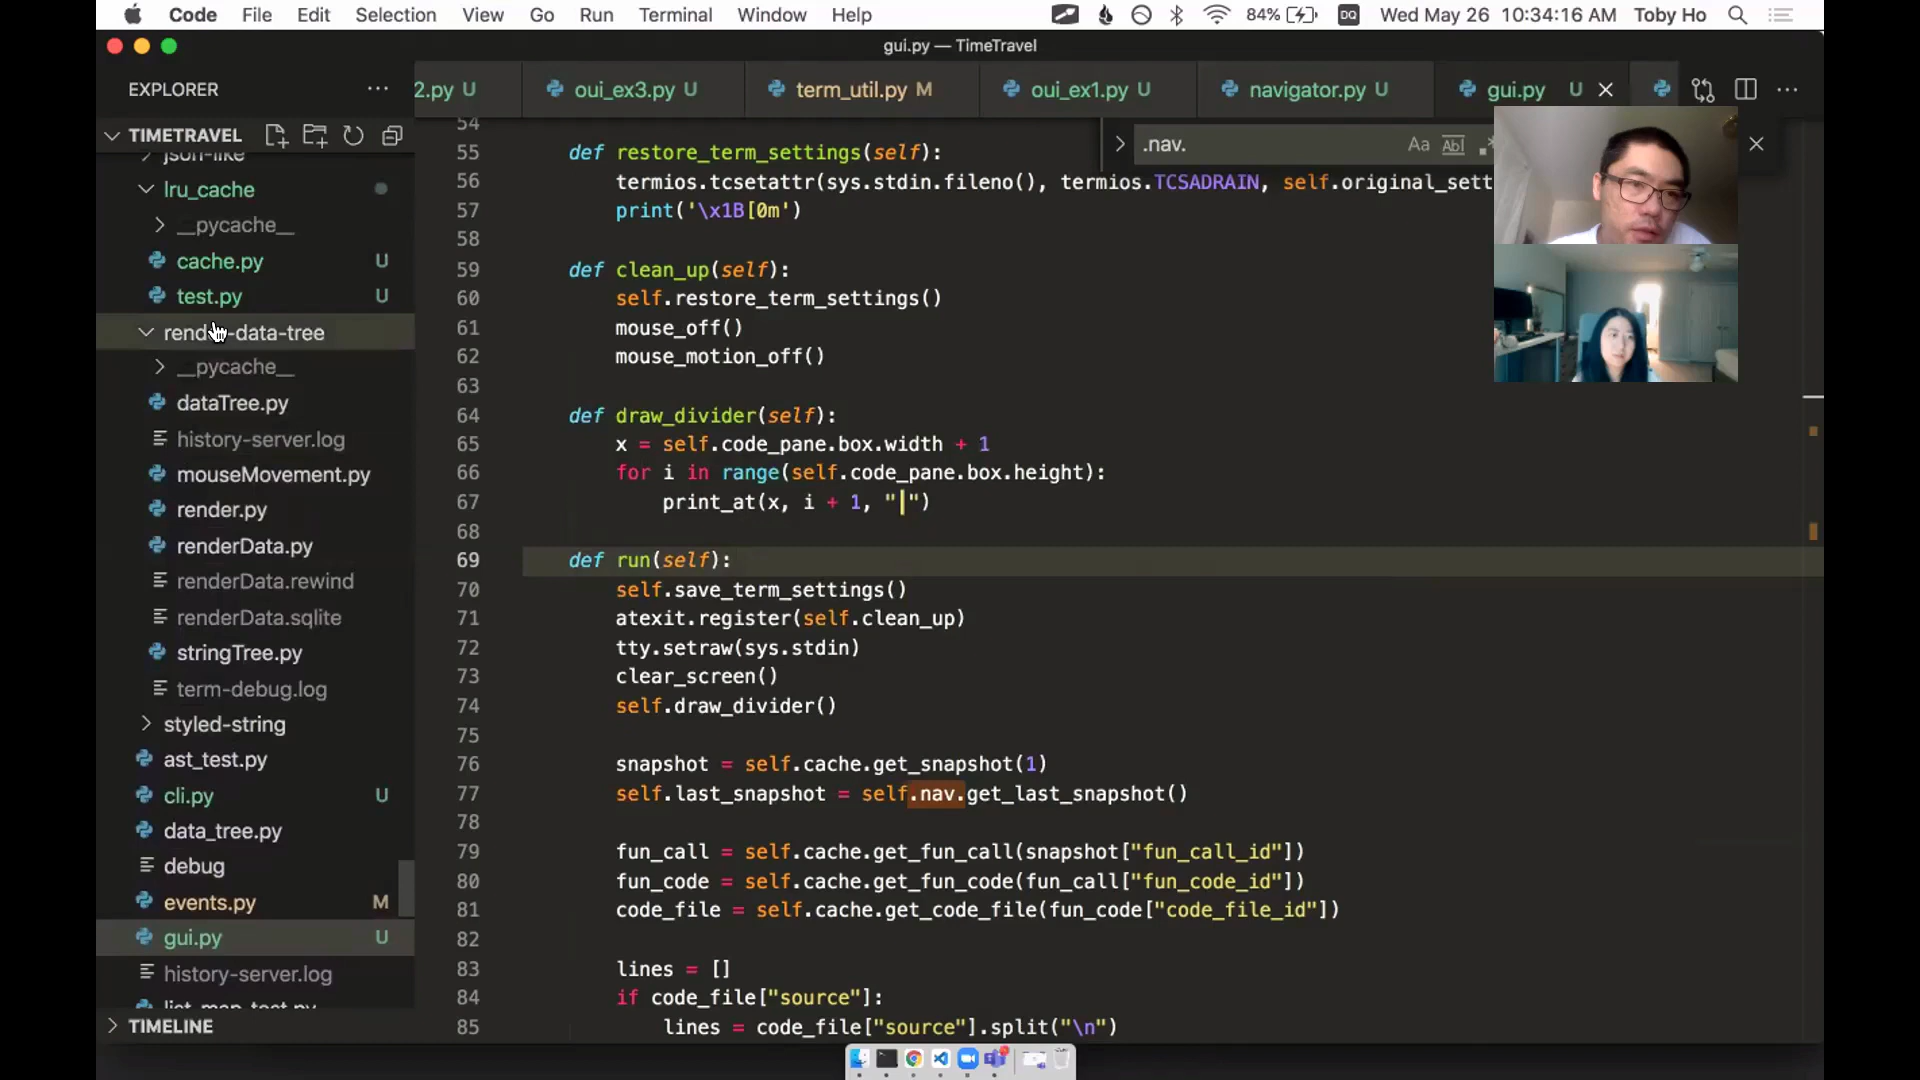 Code File Edit Selection View Go Run Terminal Window Help 84% DQ Wed May 26 10:34:16 AM Toby Ho
gui.py — TimeTravel
EXPLORER ···
2.py U oui_ex3.py U term_util.py M oui_ex1.py U navigator.py U gui.py U
TIMETRAVEL
json-like
lru_cache
__pycache__
cache.py U
test.py U
render-data-tree
__pycache__
dataTree.py
history-server.log
mouseMovement.py
render.py
renderData.py
renderData.rewind
renderData.sqlite
stringTree.py
term-debug.log
styled-string
ast_test.py
cli.py U
data_tree.py
debug
events.py M
gui.py U
history-server.log
list_map_test.py
TIMELINE
.nav. Aa Abl .*
54
55 def restore_term_settings(self):
56 termios.tcsetattr(sys.stdin.fileno(), termios.TCSADRAIN, self.original_sett
57 print('\x1B[0m')
58
59 def clean_up(self):
60 self.restore_term_settings()
61 mouse_off()
62 mouse_motion_off()
63
64 def draw_divider(self):
65 x = self.code_pane.box.width + 1
66 for i in range(self.code_pane.box.height):
67 print_at(x, i + 1, "|")
68
69 def run(self):
70 self.save_term_settings()
71 atexit.register(self.clean_up)
72 tty.setraw(sys.stdin)
73 clear_screen()
74 self.draw_divider()
75
76 snapshot = self.cache.get_snapshot(1)
77 self.last_snapshot = self.nav.get_last_snapshot()
78
79 fun_call = self.cache.get_fun_call(snapshot["fun_call_id"])
80 fun_code = self.cache.get_fun_code(fun_call["fun_code_id"])
81 code_file = self.cache.get_code_file(fun_code["code_file_id"])
82
83 lines = []
84 if code_file["source"]:
85 lines = code_file["source"].split("\n")